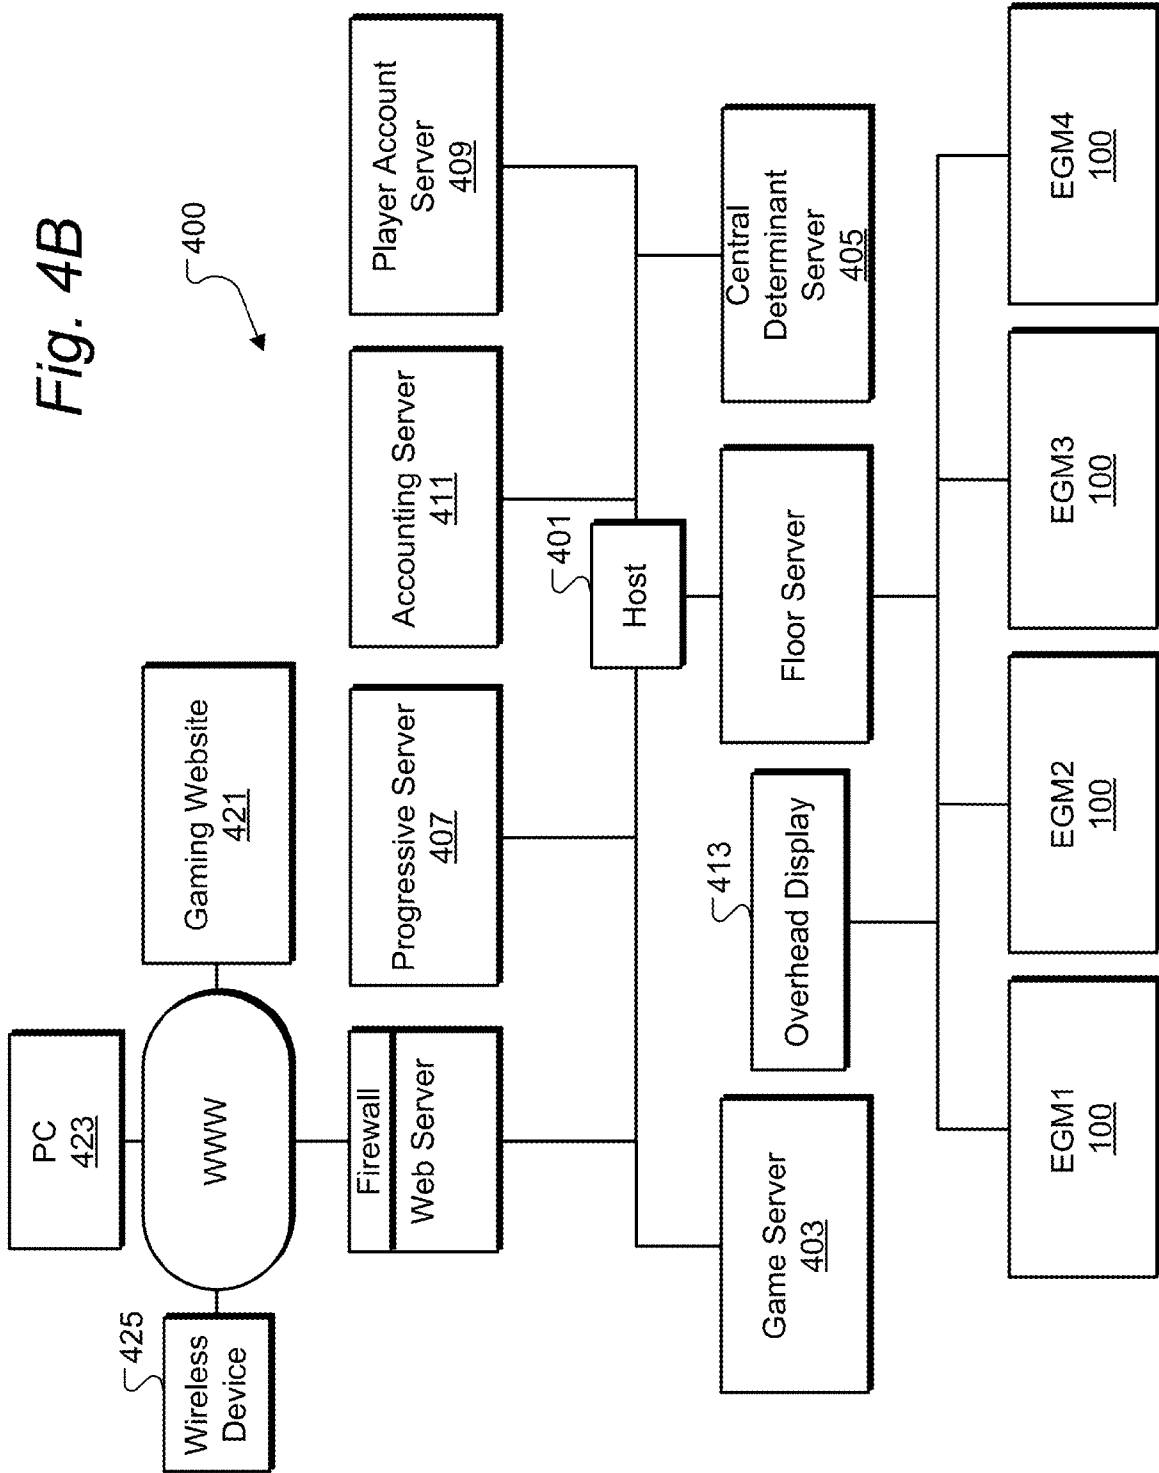 Fig. 4B
400
PC
423
425
Wireless
Device
WWW
Gaming Website
421
Firewall
Web Server
Progressive Server
407
Accounting Server
411
Player Account
Server
409
401
Host
Game Server
403
413
Overhead Display
Floor Server
Central
Determinant
Server
405
EGM1
100
EGM2
100
EGM3
100
EGM4
100